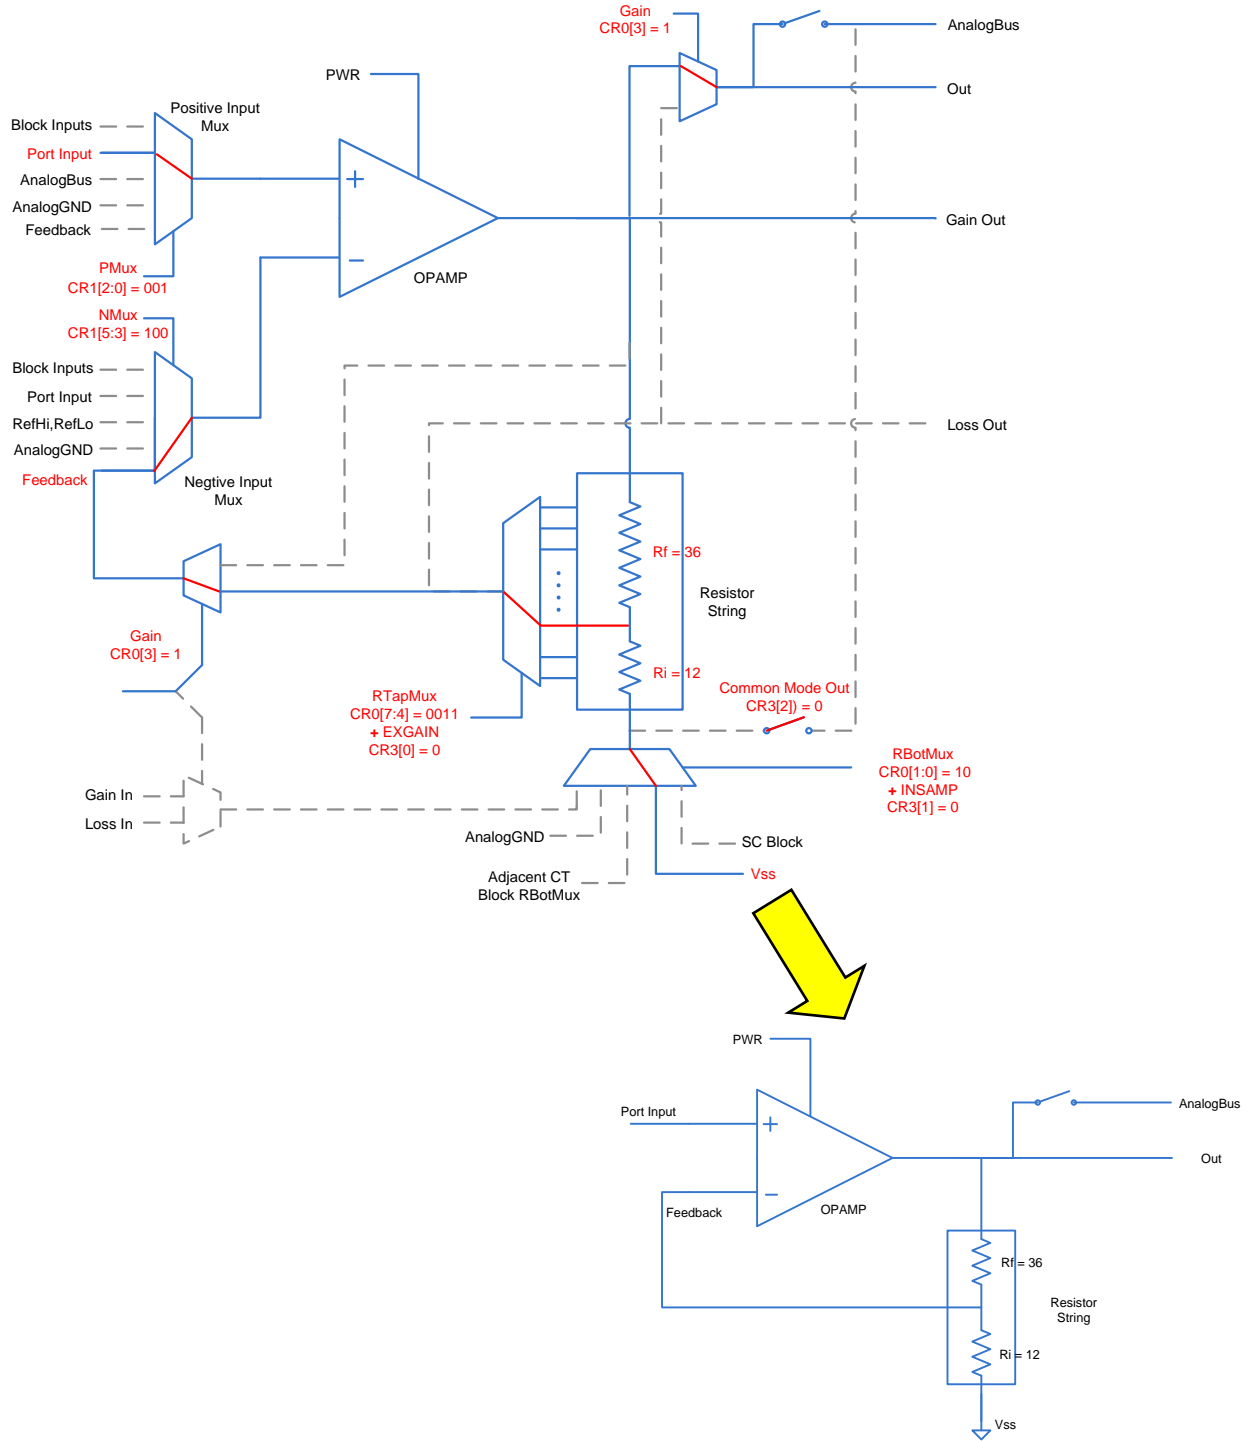 Gain
CR0[3] = 1
AnalogBus
PWR
Out
Positive Input
Mux
Block Inputs
Port Input
AnalogBus
AnalogGND
Feedback
+
−
OPAMP
Gain Out
PMux
CR1[2:0] = 001
NMux
CR1[5:3] = 100
Block Inputs
Port Input
RefHi,RefLo
AnalogGND
Feedback
Negtive Input
Mux
Loss Out
Rf = 36
Resistor
String
Ri = 12
Gain
CR0[3] = 1
RTapMux
CR0[7:4] = 0011
+ EXGAIN
CR3[0] = 0
Common Mode Out
CR3[2]) = 0
RBotMux
CR0[1:0] = 10
+ INSAMP
CR3[1] = 0
Gain In
Loss In
AnalogGND
SC Block
Adjacent CT
Block RBotMux
Vss
PWR
Port Input
AnalogBus
+
Out
−
Feedback
OPAMP
Rf = 36
Resistor
String
Ri = 12
Vss